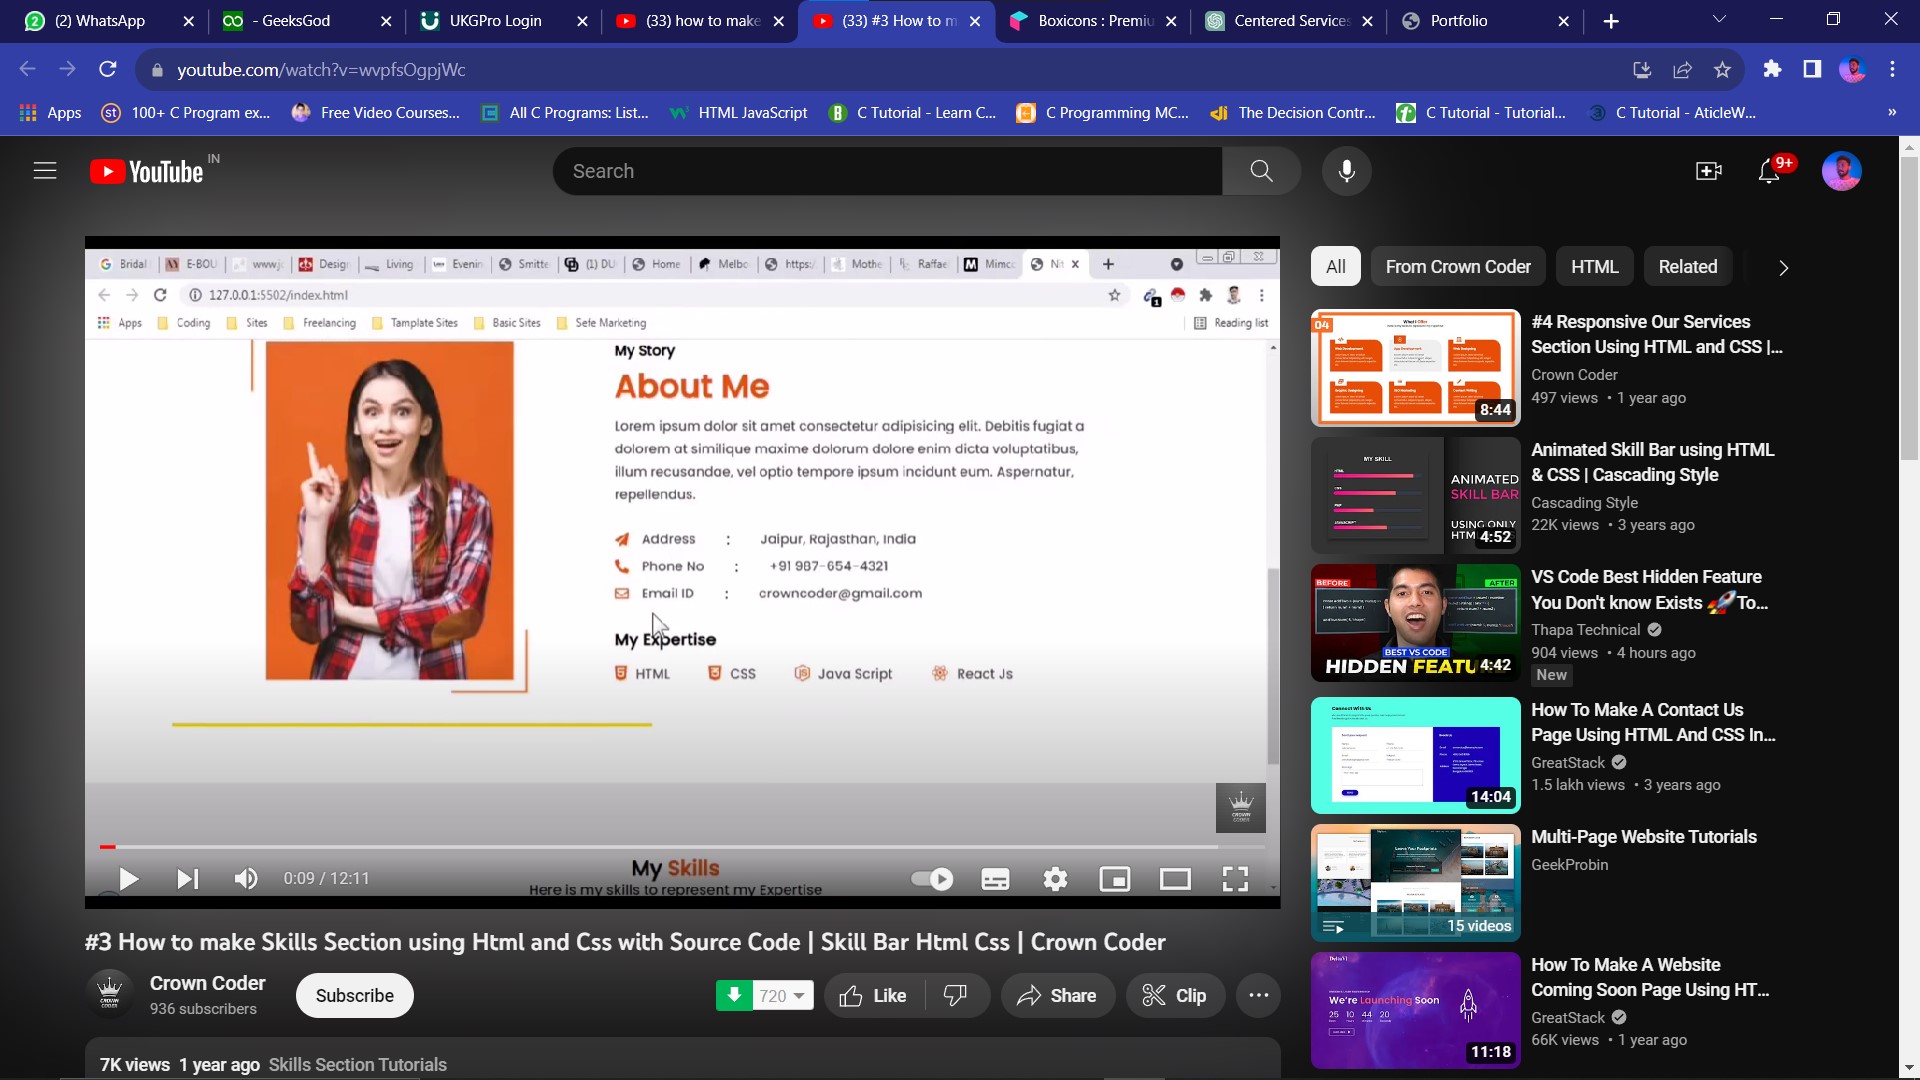 (2) WhatsApp
- GeeksGod
UKGPro Login
(33) how to make
(33) #3 How to m
Boxicons : Premiu
Centered Services
Portfolio
youtube.com/watch?v=wvpfsOgpjWc
Apps
100+ C Program ex...
Free Video Courses...
All C Programs: List...
HTML JavaScript
C Tutorial - Learn C...
C Programming MC...
The Decision Contr...
C Tutorial - Tutorial...
C Tutorial - AticleW...
YouTube IN
Search
9+
Bridal
E-BOU
Design
Living
Evenin
Smitte
(1) DU
Home
Melbo
https:/
Mothe
Raffae
Mimco
Nit
127.0.0.1:5502/index.html
Apps
Coding
Sites
Freelancing
Tamplate Sites
Basic Sites
Sefe Marketing
Reading list
My Story
About Me
Lorem ipsum dolor sit amet consectetur adipisicing elit. Debitis fugiat a
dolorem at similique maxime dolorum dolore enim dicta voluptatibus,
illum recusandae, vel optio tempore ipsum incidunt eum. Aspernatur,
repellendus.
Address : Jaipur, Rajasthan, India
Phone No : +91 987-654-4321
Email ID : crowncoder@gmail.com
My Expertise
HTML CSS Java Script React Js
CROWN
CODER
My Skills
Here is my skills to represent my Expertise
0:09 / 12:11
#3 How to make Skills Section using Html and Css with Source Code | Skill Bar Html Css | Crown Coder
Crown Coder
936 subscribers
Subscribe
720
Like
Share
Clip
7K views 1 year ago Skills Section Tutorials
All
From Crown Coder
HTML
Related
04
What I Offer
8:44
#4 Responsive Our Services
Section Using HTML and CSS |...
Crown Coder
497 views • 1 year ago
MY SKILL
ANIMATED
SKILL BAR
USING ONLY
4:52
Animated Skill Bar using HTML
& CSS | Cascading Style
Cascading Style
22K views • 3 years ago
BEFORE
AFTER
BEST VS CODE
HIDDEN FEATU
4:42
VS Code Best Hidden Feature
You Don't know Exists 🚀To...
Thapa Technical
904 views • 4 hours ago
New
Connect With Us
14:04
How To Make A Contact Us
Page Using HTML And CSS In...
GreatStack
1.5 lakh views • 3 years ago
15 videos
Multi-Page Website Tutorials
GeekProbin
We're Launching Soon
25 10 44 20
11:18
How To Make A Website
Coming Soon Page Using HT...
GreatStack
66K views • 1 year ago